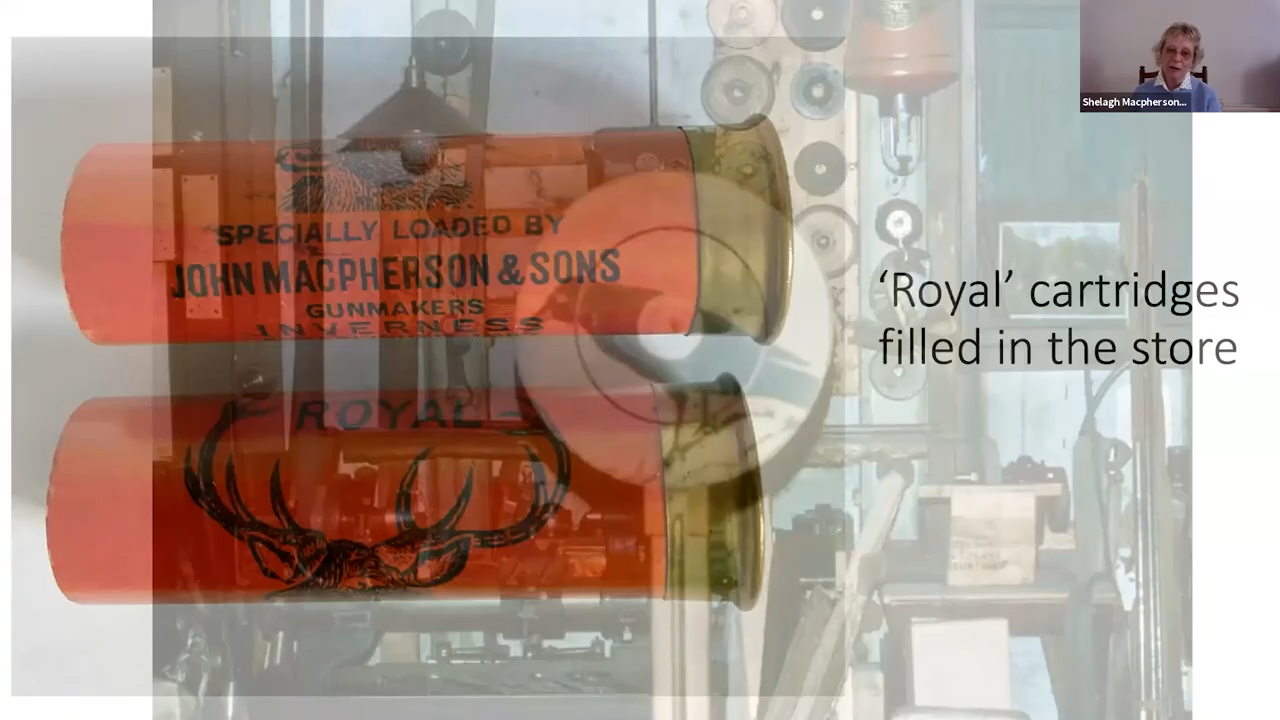 Shelagh Macpherson...
SPECIALLY LOADED BY
JOHN MACPHERSON & SONS
GUNMAKERS
INVERNESS
‘Royal’ cartridges
filled in the store
- ROYAL -